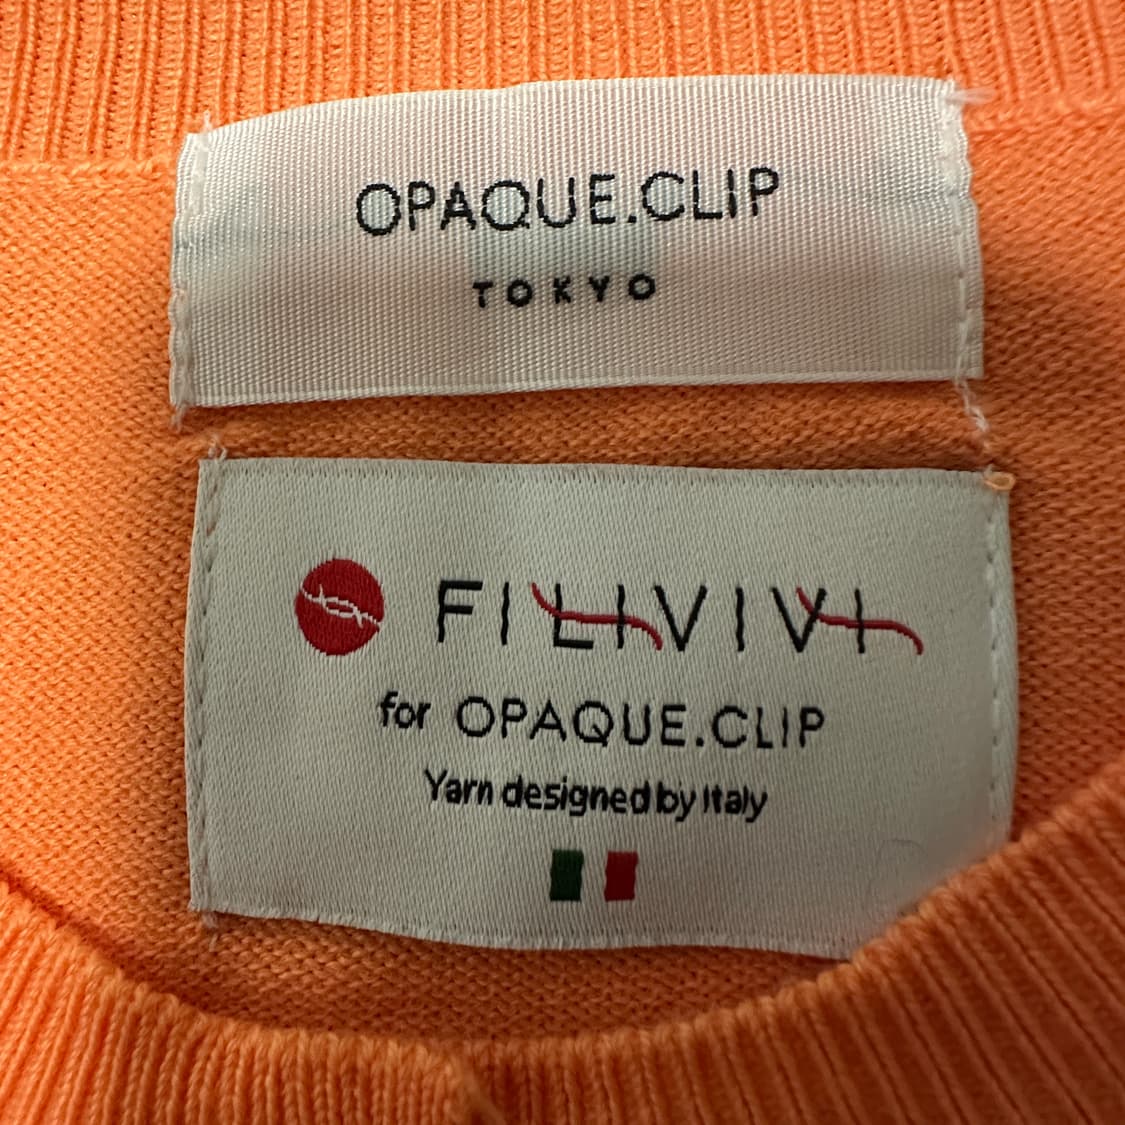 OPAQUE.CLIP
TOKYO
FILIVIVI
for OPAQUE.CLIP
Yarn designed by Italy